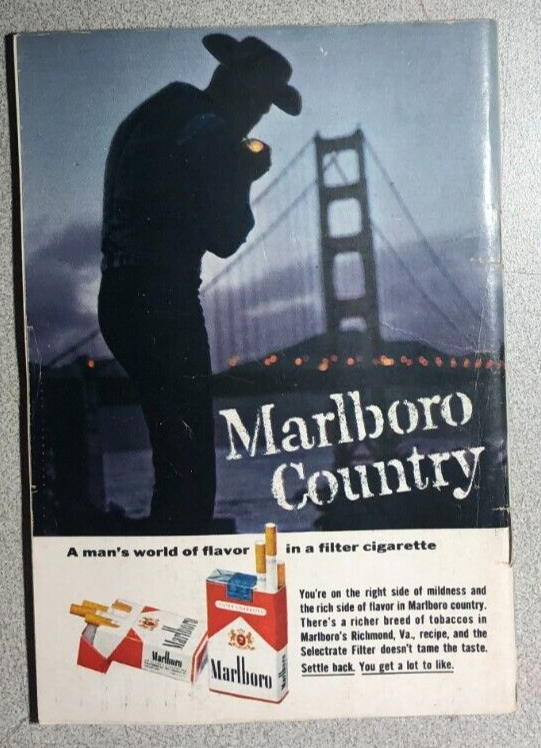 Marlboro
Country
A man's world of flavor in a filter cigarette
You're on the right side of mildness and
the rich side of flavor in Marlboro country.
There's a richer breed of tobaccos in
Marlboro's Richmond, Va., recipe, and the
Selectrate Filter doesn't tame the taste.
Settle back. You get a lot to like.
Marlboro
Marlboro
Marlboro